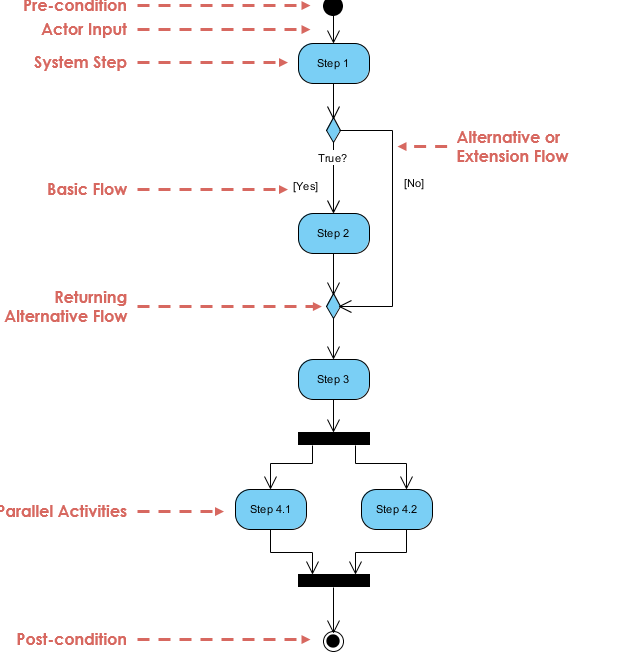 Pre-condition
Actor Input
System Step
Step 1
Alternative or
Extension Flow
True?
Basic Flow
[Yes]
[No]
Step 2
Returning
Alternative Flow
Step 3
Parallel Activities
Step 4.1
Step 4.2
Post-condition